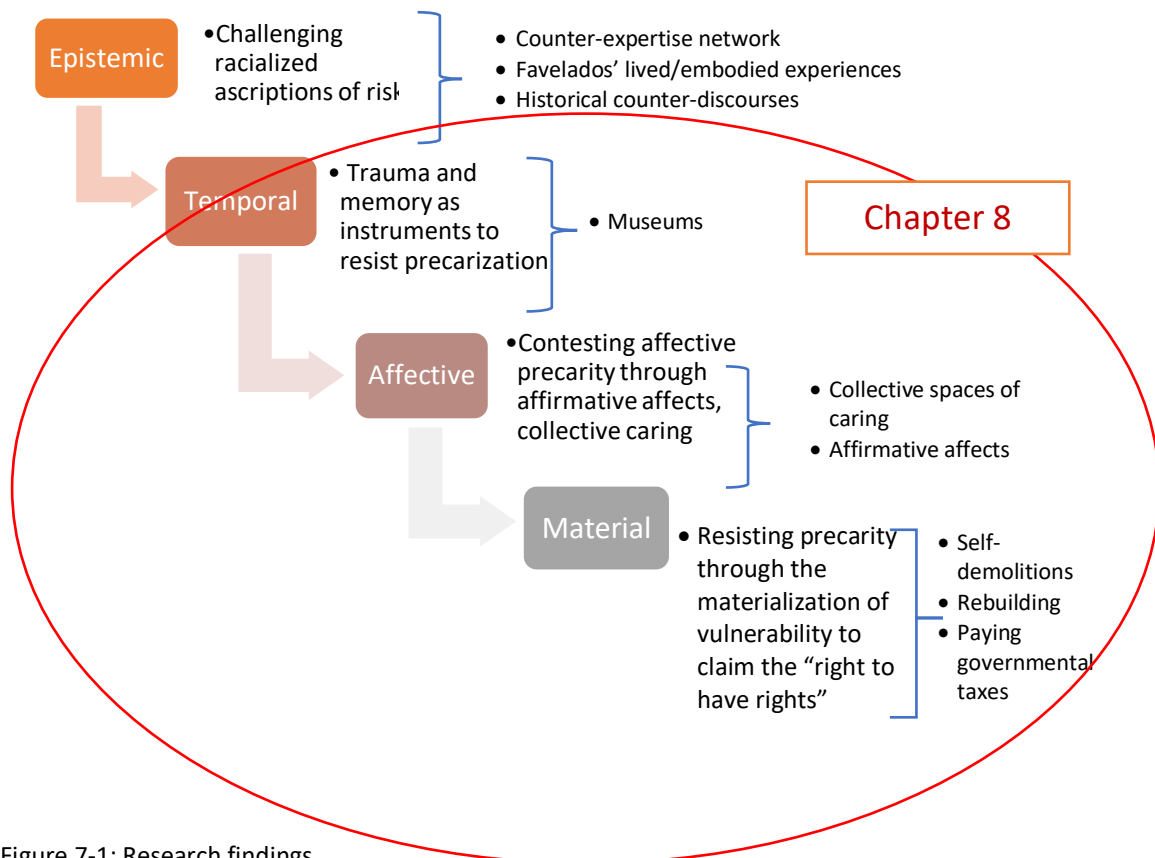 Epistemic
•Challenging
racialized
ascriptions of risk
• Counter-expertise network
• Favelados’ lived/embodied experiences
• Historical counter-discourses
Temporal
• Trauma and
memory as
instruments to
resist precarization
• Museums
Chapter 8
Affective
•Contesting affective
precarity through
affirmative affects,
collective caring
• Collective spaces of
caring
• Affirmative affects
Material
• Resisting precarity
through the
materialization of
vulnerability to
claim the “right to
have rights”
• Self-
demolitions
• Rebuilding
• Paying
governmental
taxes
Figure 7-1: Research findings